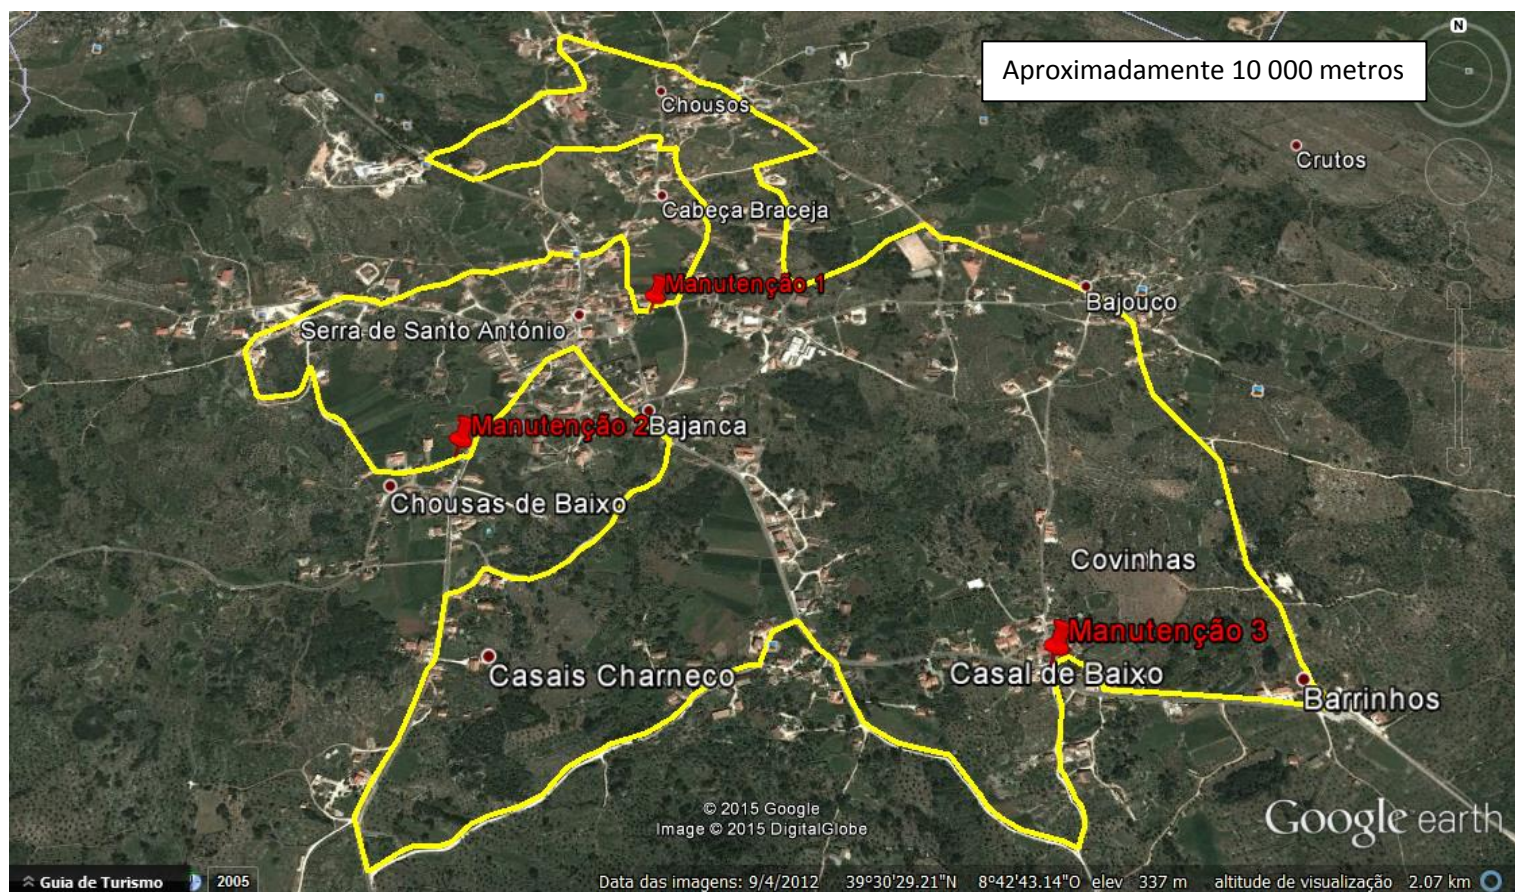 N
Aproximadamente 10 000 metros
Chousos
Crutos
Cabeça Braceja
Manutenção 1
Bajouco
Serra de Santo António
Manutenção 2
Bajanca
Chousas de Baixo
Covinhas
Manutenção 3
Casais Charneco
Casal de Baixo
Barrinhos
© 2015 Google
Image © 2015 DigitalGlobe
Google earth
Guia de Turismo
2005
Data das imagens: 9/4/2012 39°30'29.21"N 8°42'43.14"O elev 337 m altitude de visualização 2.07 km